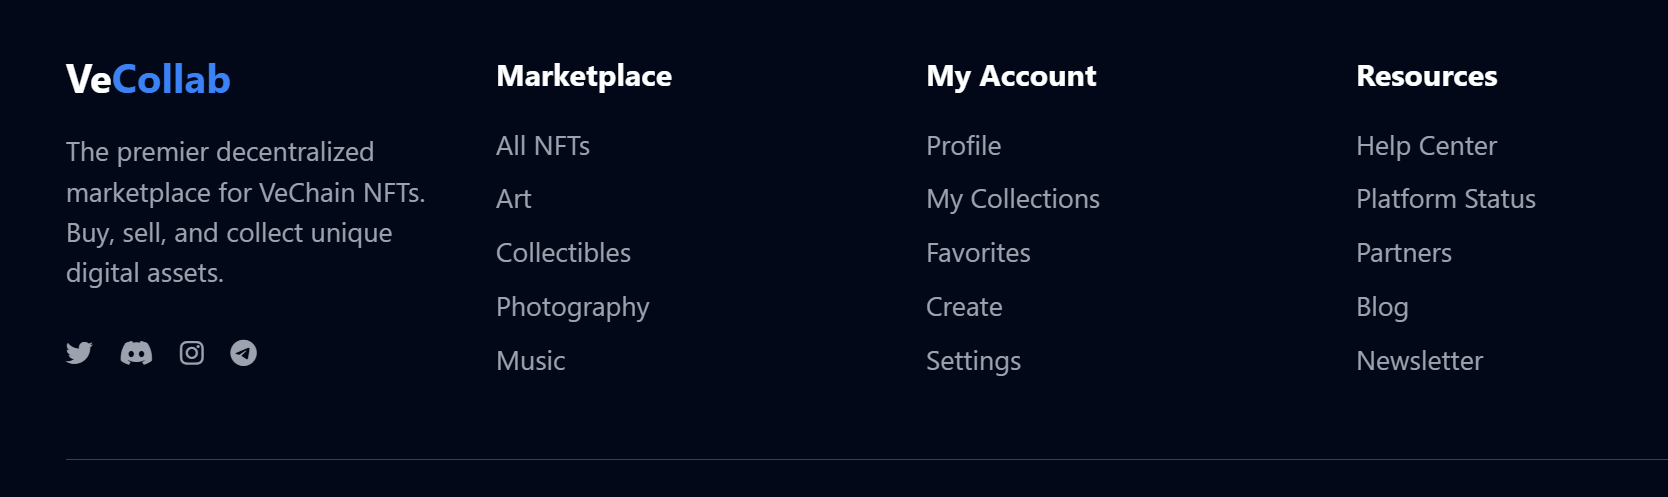 VeCollab
The premier decentralized
marketplace for VeChain NFTs.
Buy, sell, and collect unique
digital assets.
Marketplace
All NFTs
Art
Collectibles
Photography
Music
My Account
Profile
My Collections
Favorites
Create
Settings
Resources
Help Center
Platform Status
Partners
Blog
Newsletter